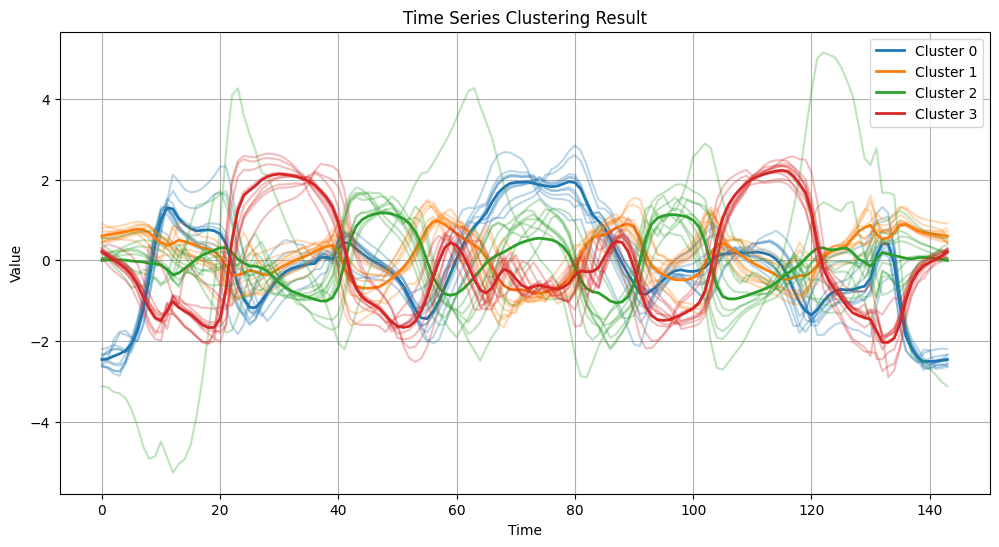 Time Series Clustering Result
Cluster 0
Cluster 1
Cluster 2
Cluster 3
Value
4
2
0
−2
−4
0 20 40 60 80 100 120 140
Time